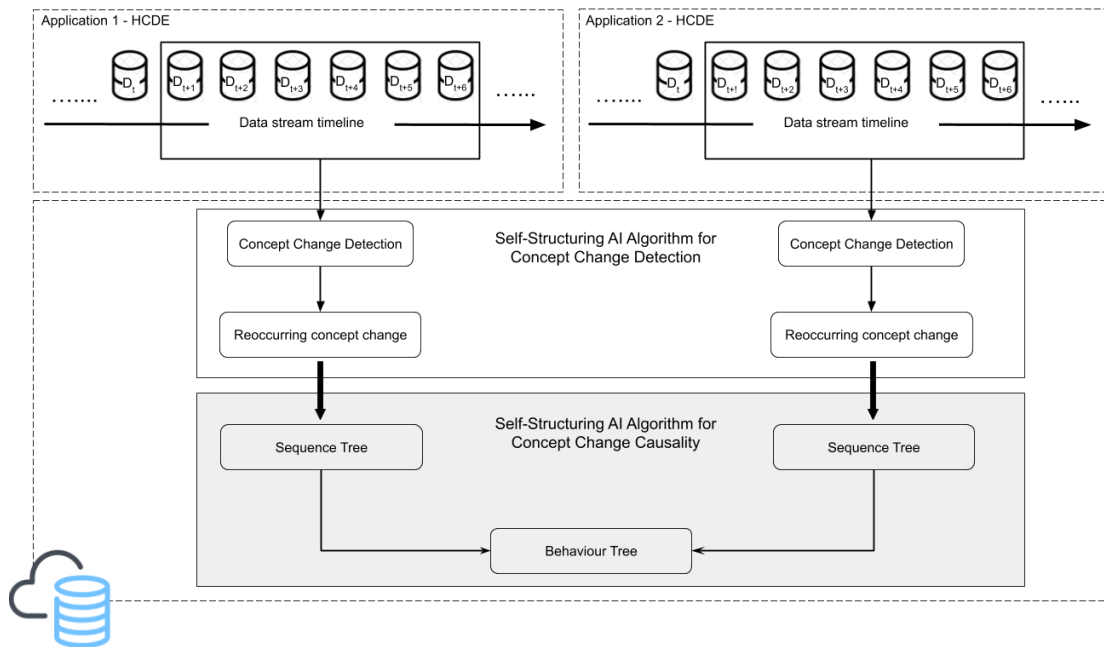 Application 1 - HCDE
Application 2 - HCDE
....... Dt Dt+1 Dt+2 Dt+3 Dt+4 Dt+5 Dt+6 ......
....... Dt Dt+1 Dt+2 Dt+3 Dt+4 Dt+5 Dt+6 ......
Data stream timeline
Data stream timeline
Self-Structuring AI Algorithm for
Concept Change Detection
Concept Change Detection
Concept Change Detection
Reoccurring concept change
Reoccurring concept change
Self-Structuring AI Algorithm for
Concept Change Causality
Sequence Tree
Sequence Tree
Behaviour Tree